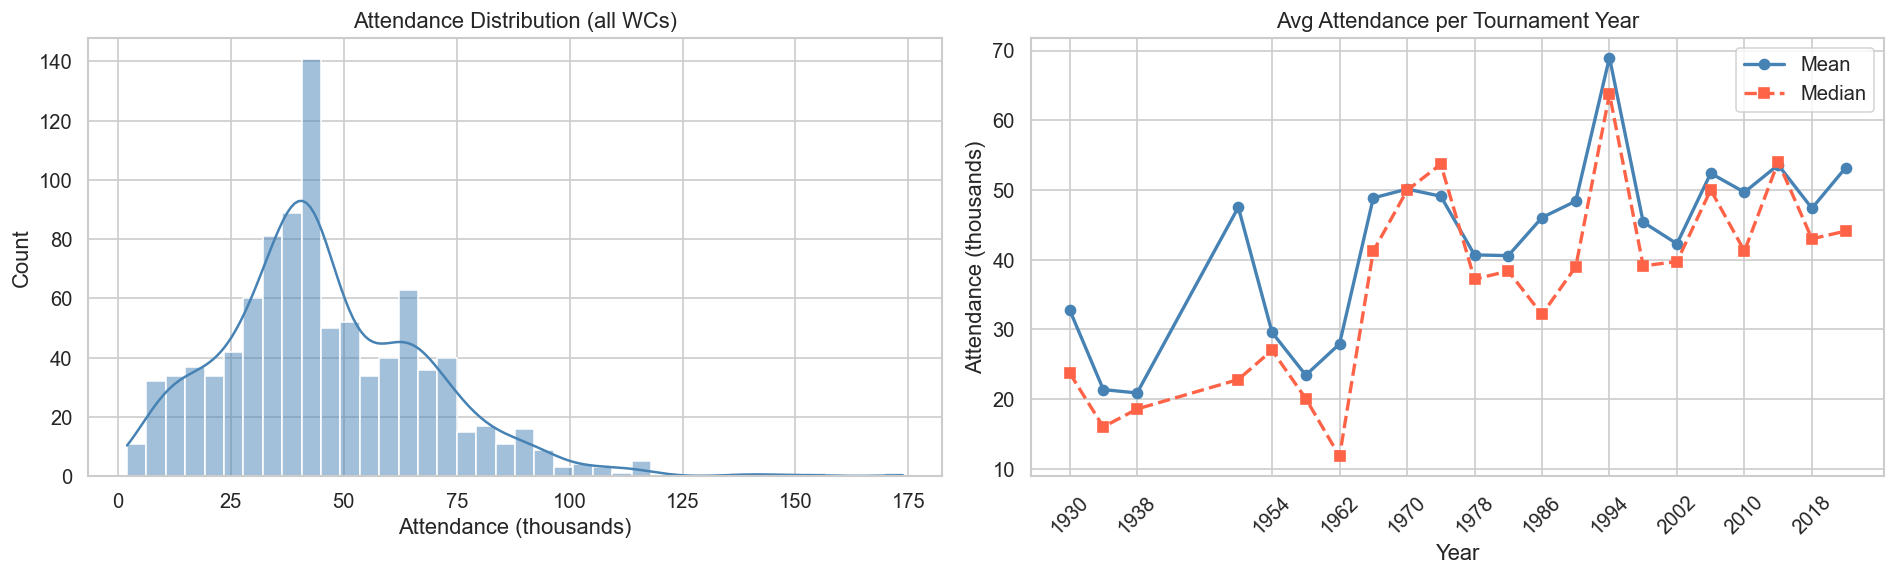 Attendance Distribution (all WCs)
140
120
100
80
60
40
20
0
Count
0 25 50 75 100 125 150 175
Attendance (thousands)
Avg Attendance per Tournament Year
Mean
Median
70
60
50
40
30
20
10
Attendance (thousands)
1930 1938 1954 1962 1970 1978 1986 1994 2002 2010 2018
Year